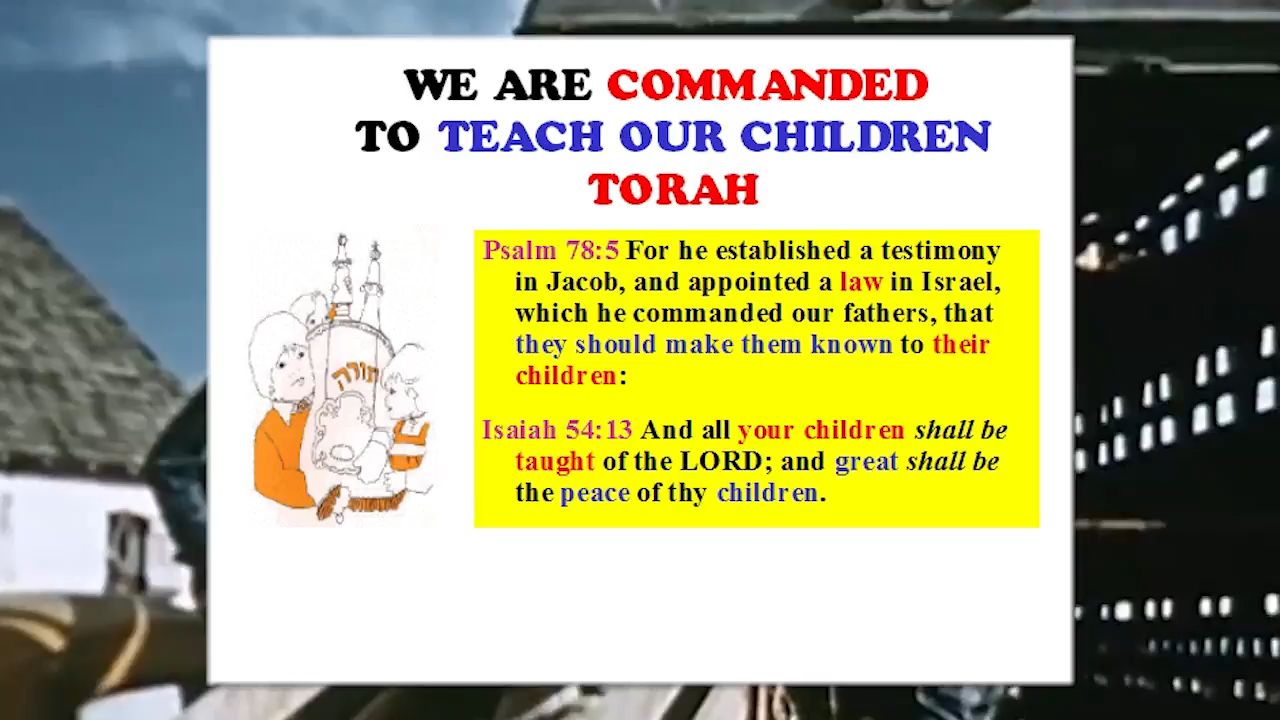 WE ARE COMMANDED
TO TEACH OUR CHILDREN
TORAH
תורה
Psalm 78:5 For he established a testimony
in Jacob, and appointed a law in Israel,
which he commanded our fathers, that
they should make them known to their
children:
Isaiah 54:13 And all your children shall be
taught of the LORD; and great shall be
the peace of thy children.